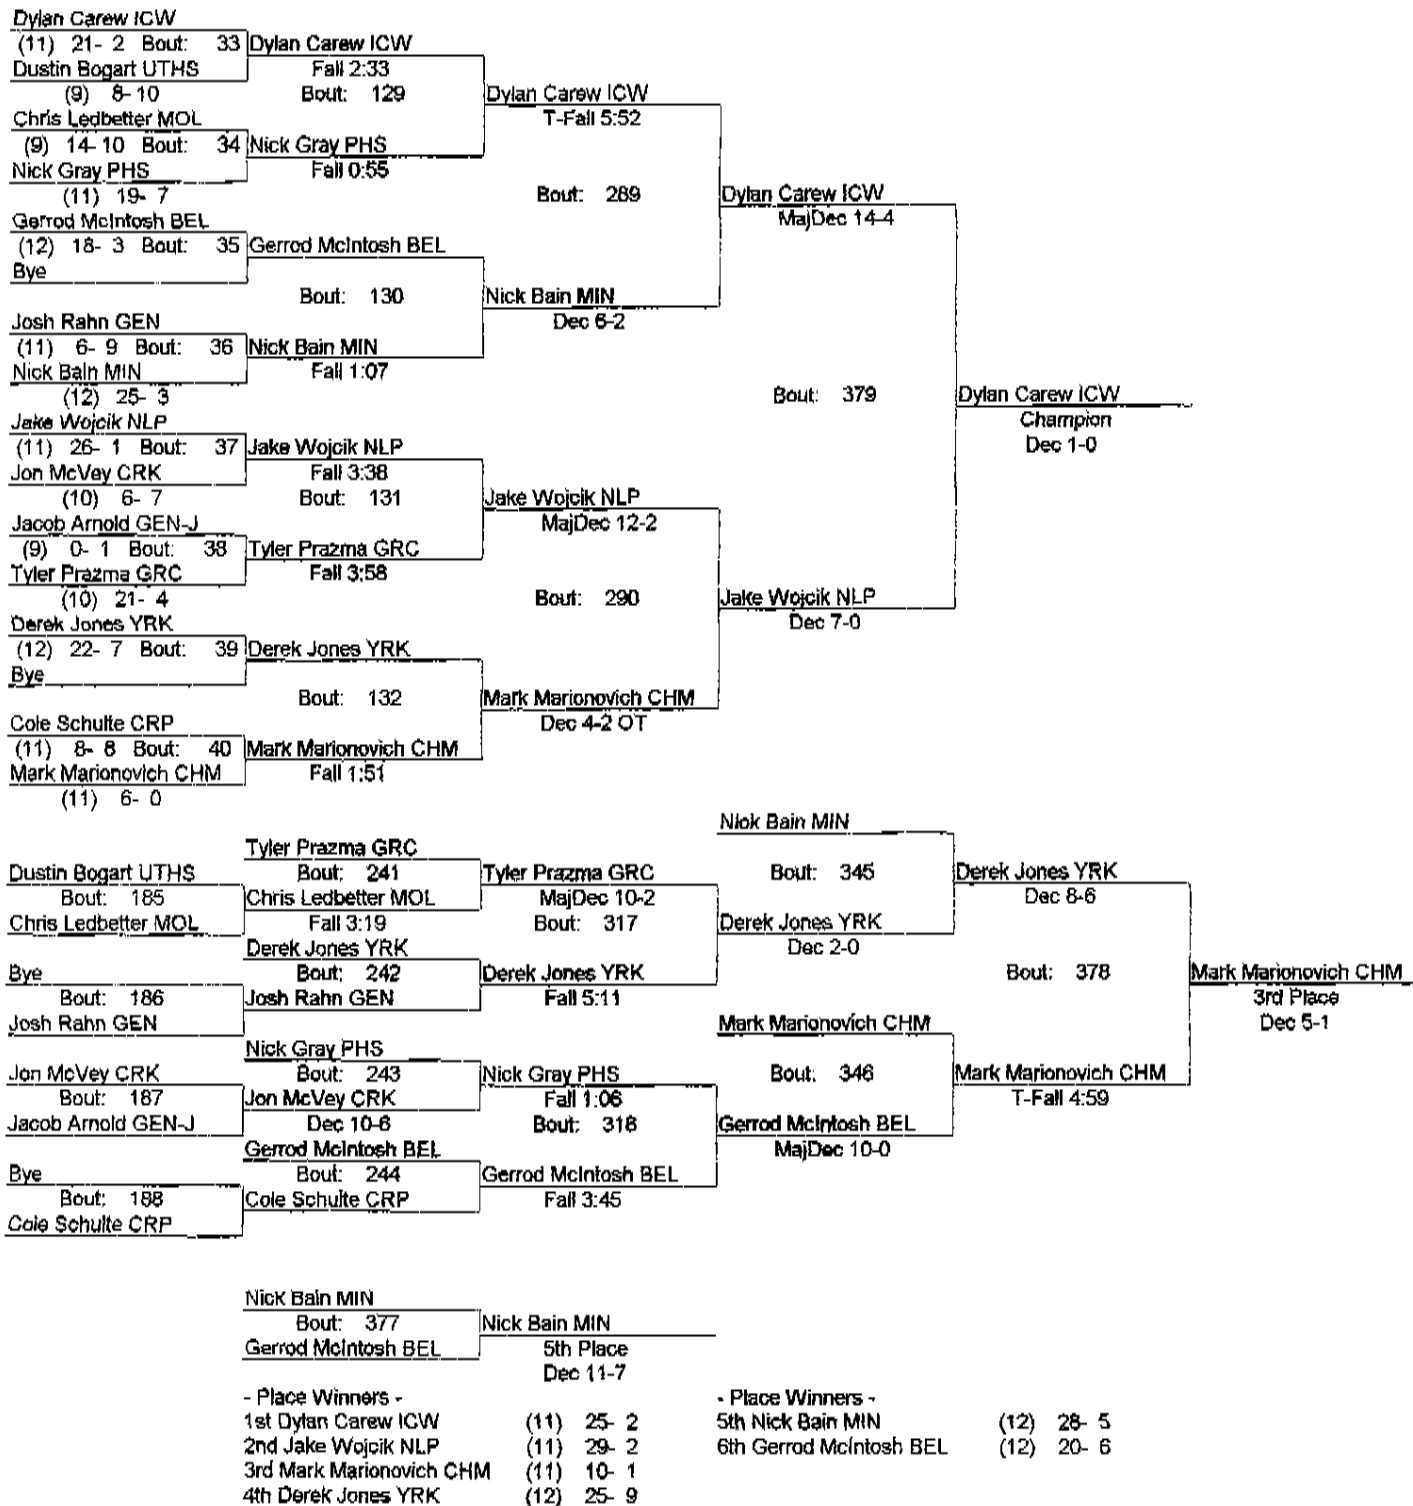 Dylan Carew ICW
(11) 21- 2 Bout: 33 Dylan Carew ICW
Dustin Bogart UTHS Fall 2:33
(9) 8-10 Bout: 129 Dylan Carew ICW
Chris Ledbetter MOL T-Fall 5:52
(9) 14-10 Bout: 34 Nick Gray PHS
Nick Gray PHS Fall 0:55
(11) 19- 7 Bout: 289 Dylan Carew ICW
Gerrod McIntosh BEL MajDec 14-4
(12) 18- 3 Bout: 35 Gerrod McIntosh BEL
Bye
Bout: 130 Nick Bain MIN
Josh Rahn GEN Dec 6-2
(11) 6- 9 Bout: 36 Nick Bain MIN
Nick Bain MIN Fall 1:07
(12) 25- 3 Bout: 379 Dylan Carew ICW
Jake Wojcik NLP Champion
(11) 26- 1 Bout: 37 Jake Wojcik NLP Dec 1-0
Jon McVey CRK Fall 3:38
(10) 6- 7 Bout: 131 Jake Wojcik NLP
Jacob Arnold GEN-J MajDec 12-2
(9) 0- 1 Bout: 38 Tyler Prazma GRC
Tyler Prazma GRC Fall 3:58
(10) 21- 4 Bout: 290 Jake Wojcik NLP
Derek Jones YRK Dec 7-0
(12) 22- 7 Bout: 39 Derek Jones YRK
Bye
Bout: 132 Mark Marionovich CHM
Cole Schulte CRP Dec 4-2 OT
(11) 8- 8 Bout: 40 Mark Marionovich CHM
Mark Marionovich CHM Fall 1:51
(11) 6- 0
Nick Bain MIN
Tyler Prazma GRC
Dustin Bogart UTHS Bout: 241 Tyler Prazma GRC Bout: 345 Derek Jones YRK
Bout: 185 Chris Ledbetter MOL MajDec 10-2 Dec 8-6
Chris Ledbetter MOL Fall 3:19 Bout: 317 Derek Jones YRK
Derek Jones YRK Dec 2-0
Bye Bout: 242 Derek Jones YRK Bout: 378 Mark Marionovich CHM
Bout: 186 Josh Rahn GEN Fall 5:11 3rd Place
Josh Rahn GEN Mark Marionovich CHM Dec 5-1
Nick Gray PHS
Jon McVey CRK Bout: 243 Nick Gray PHS Bout: 346 Mark Marionovich CHM
Bout: 187 Jon McVey CRK Fall 1:06 T-Fall 4:59
Jacob Arnold GEN-J Dec 10-6 Bout: 318 Gerrod McIntosh BEL
Gerrod McIntosh BEL MajDec 10-0
Bye Bout: 244 Gerrod McIntosh BEL
Bout: 188 Cole Schulte CRP Fall 3:45
Cole Schulte CRP
Nick Bain MIN
Bout: 377 Nick Bain MIN
Gerrod McIntosh BEL 5th Place
Dec 11-7
- Place Winners - - Place Winners -
1st Dylan Carew ICW (11) 25- 2 5th Nick Bain MIN (12) 28- 5
2nd Jake Wojcik NLP (11) 29- 2 6th Gerrod McIntosh BEL (12) 20- 6
3rd Mark Marionovich CHM (11) 10- 1
4th Derek Jones YRK (12) 25- 9